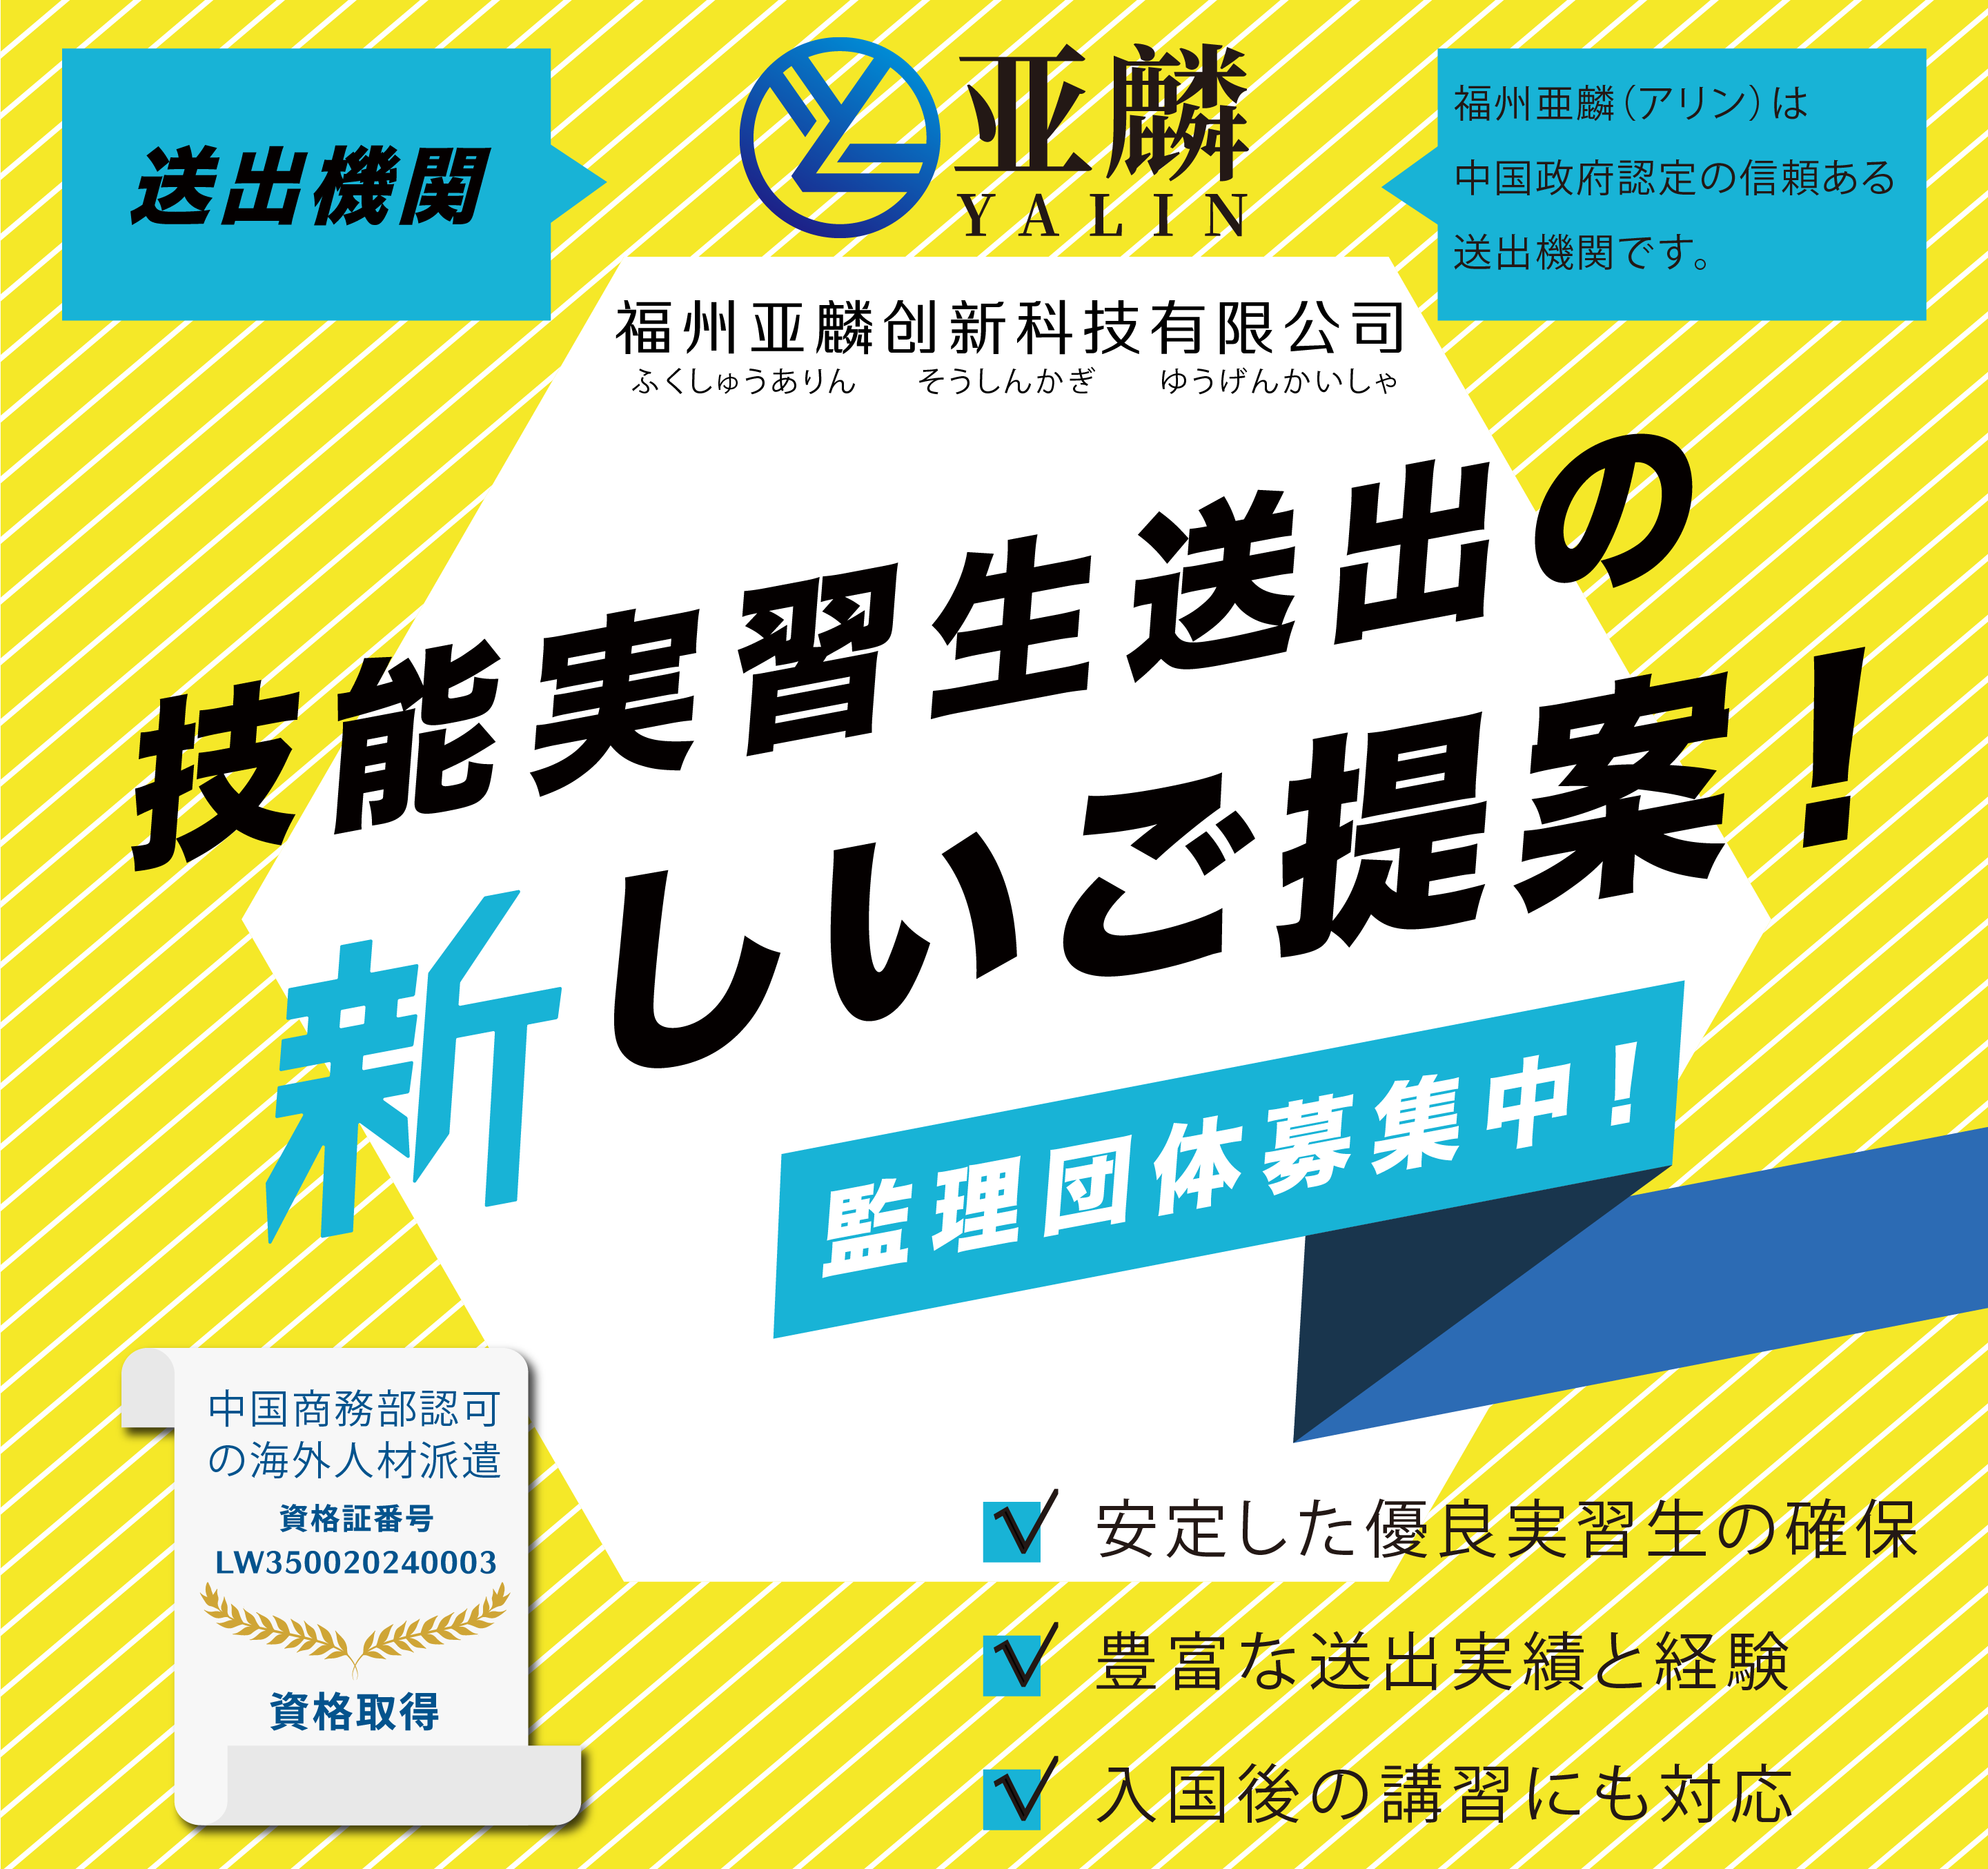 送出機関
亚麟
YALIN
福州亜麟（アリン）は
中国政府認定の信頼ある
送出機関です。
福州亚麟创新科技有限公司
ふくしゅうありん そうしんかぎ ゆうげんかいしゃ
技能実習生送出の
新しいご提案！
監理団体募集中！
中国商務部認可
の海外人材派遣
資格証番号
LW350020240003
資格取得
安定した優良実習生の確保
豊富な送出実績と経験
入国後の講習にも対応